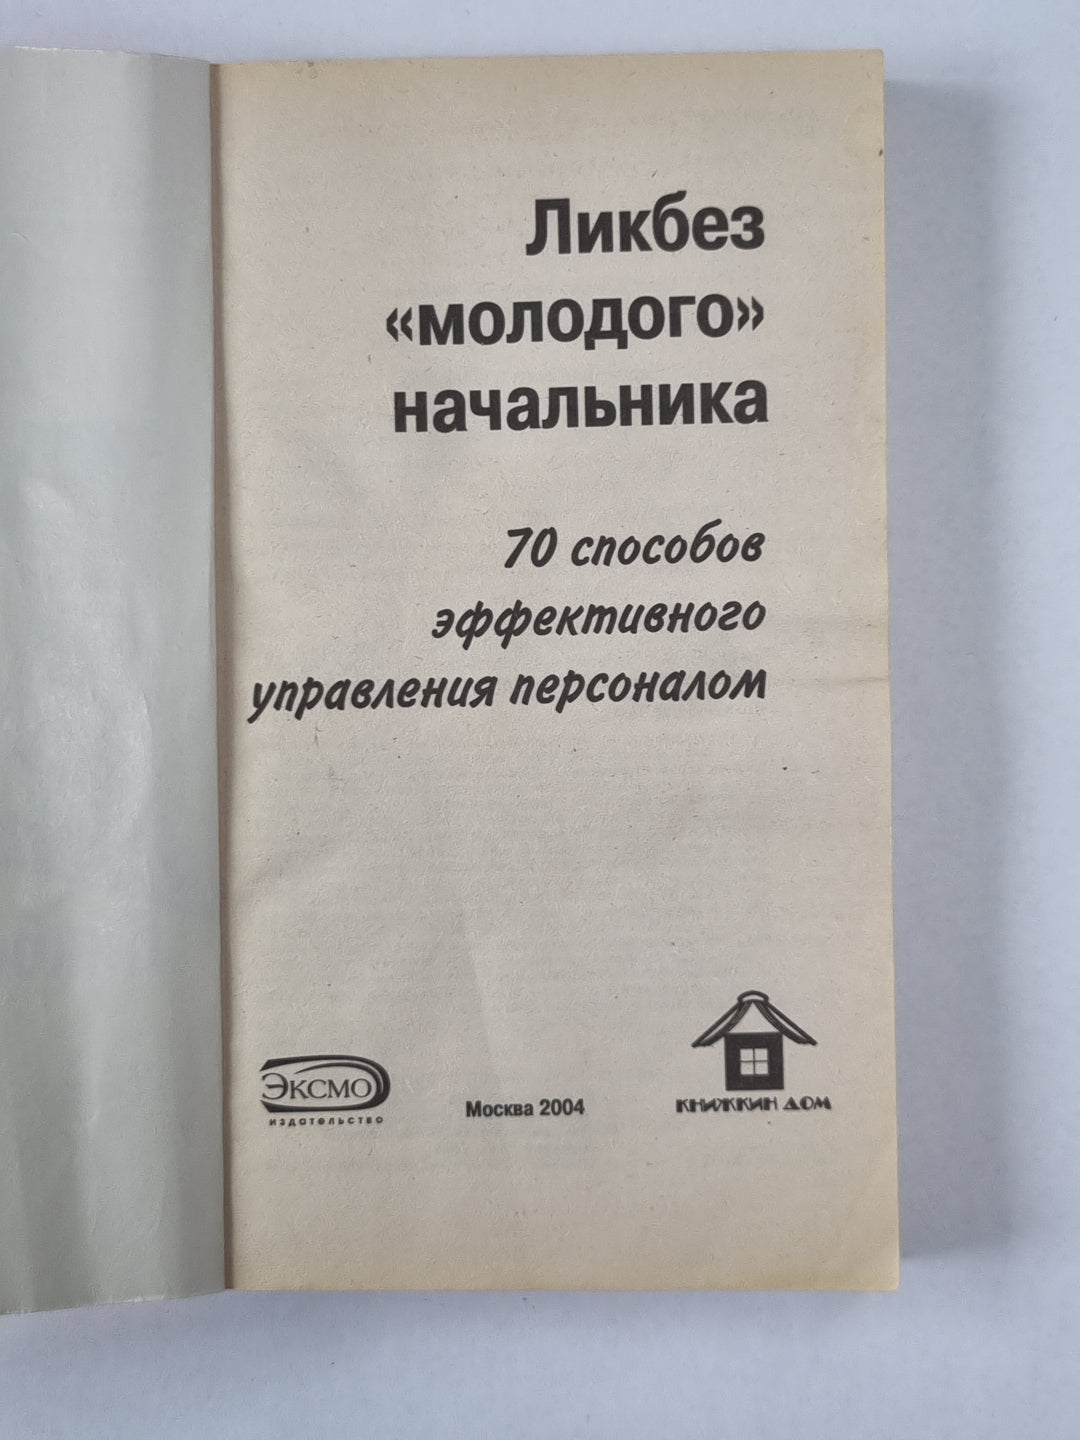 Ликбез
«молодого»
начальника
70 способов
эффективного
управления персоналом
ЭКСМО
издательство
Москва 2004
КНИЖКИН ДОМ